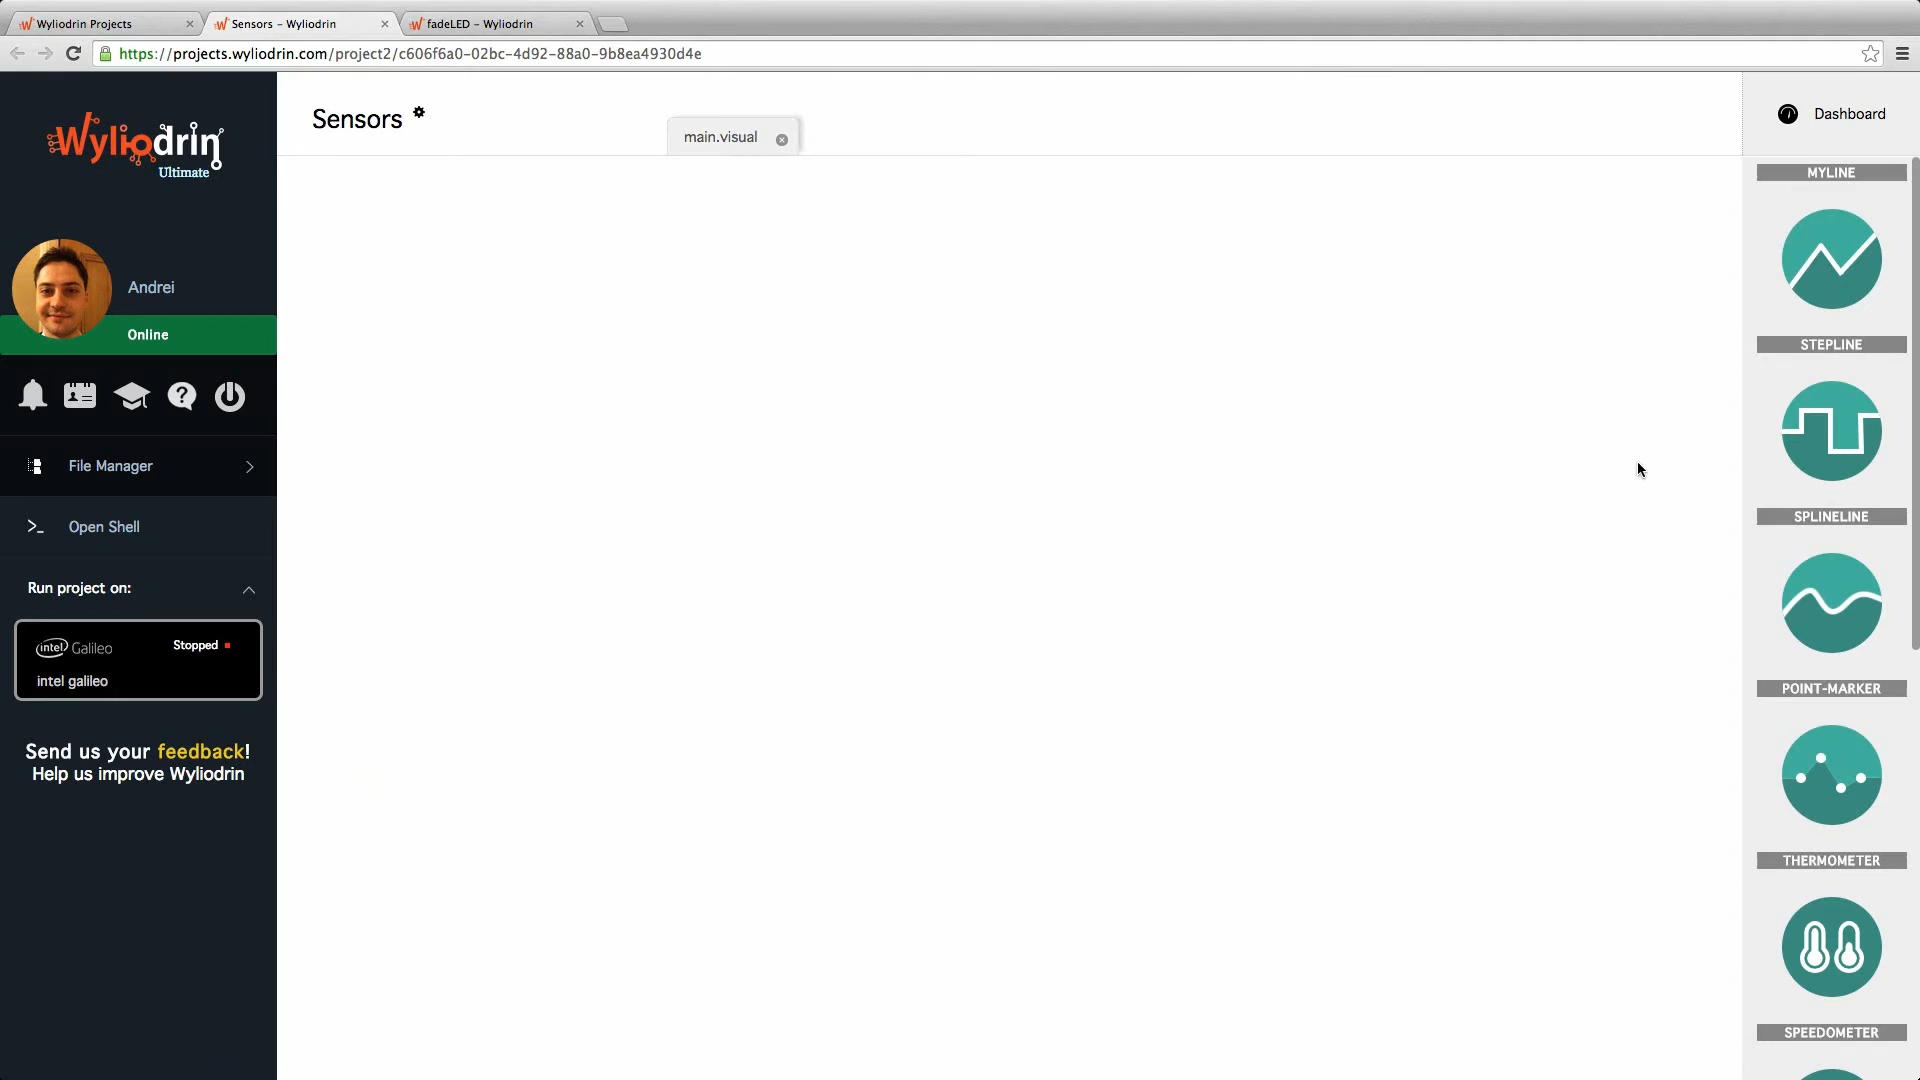 Wyliodrin Projects
Sensors – Wyliodrin
fadeLED – Wyliodrin
https://projects.wyliodrin.com/project2/c606f6a0-02bc-4d92-88a0-9b8ea4930d4e
Wyliodrin
Ultimate
Sensors
main.visual
Dashboard
Andrei
Online
File Manager
Open Shell
Run project on:
intel Galileo
Stopped
intel galileo
Send us your feedback!
Help us improve Wyliodrin
MYLINE
STEPLINE
SPLINELINE
POINT-MARKER
THERMOMETER
SPEEDOMETER